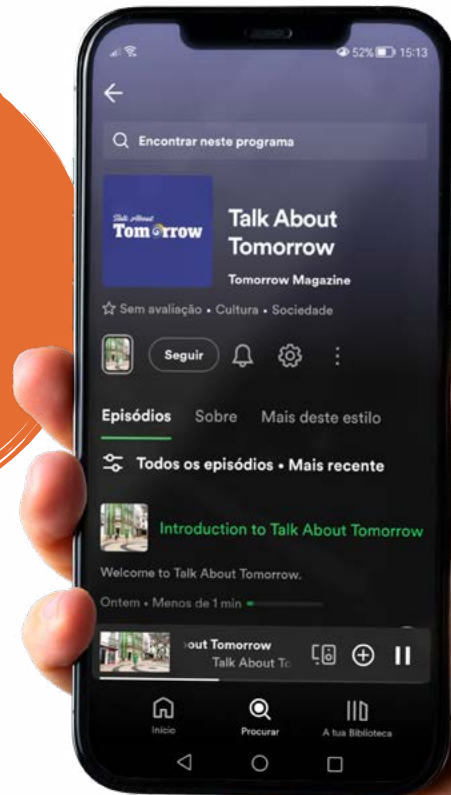 52% 15:13
Encontrar neste programa
Talk About
Tomorrow
Talk About
Tomorrow
Tomorrow Magazine
Sem avaliação • Cultura • Sociedade
Seguir
Episódios Sobre Mais deste estilo
Todos os episódios • Mais recente
Introduction to Talk About Tomorrow
Welcome to Talk About Tomorrow.
Ontem • Menos de 1 min
out Tomorrow
Talk About To
Início Procurar A tua Biblioteca